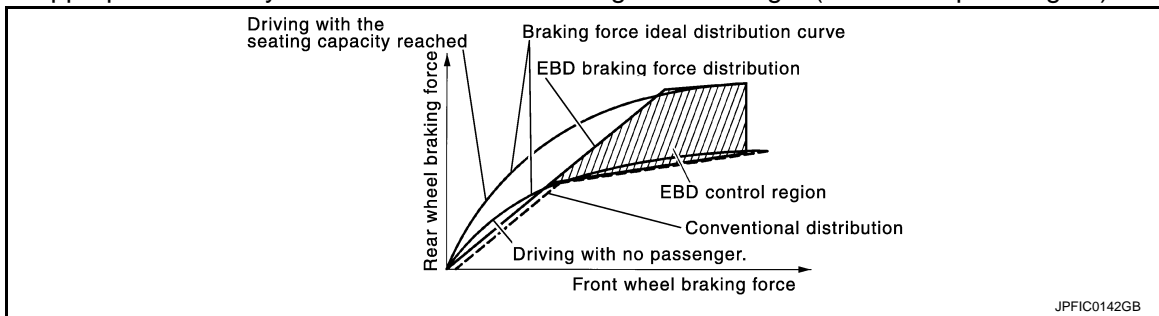 Driving with the
seating capacity reached
Braking force ideal distribution curve
EBD braking force distribution
Rear wheel braking force
EBD control region
Conventional distribution
Driving with no passenger.
Front wheel braking force
JPFIC0142GB